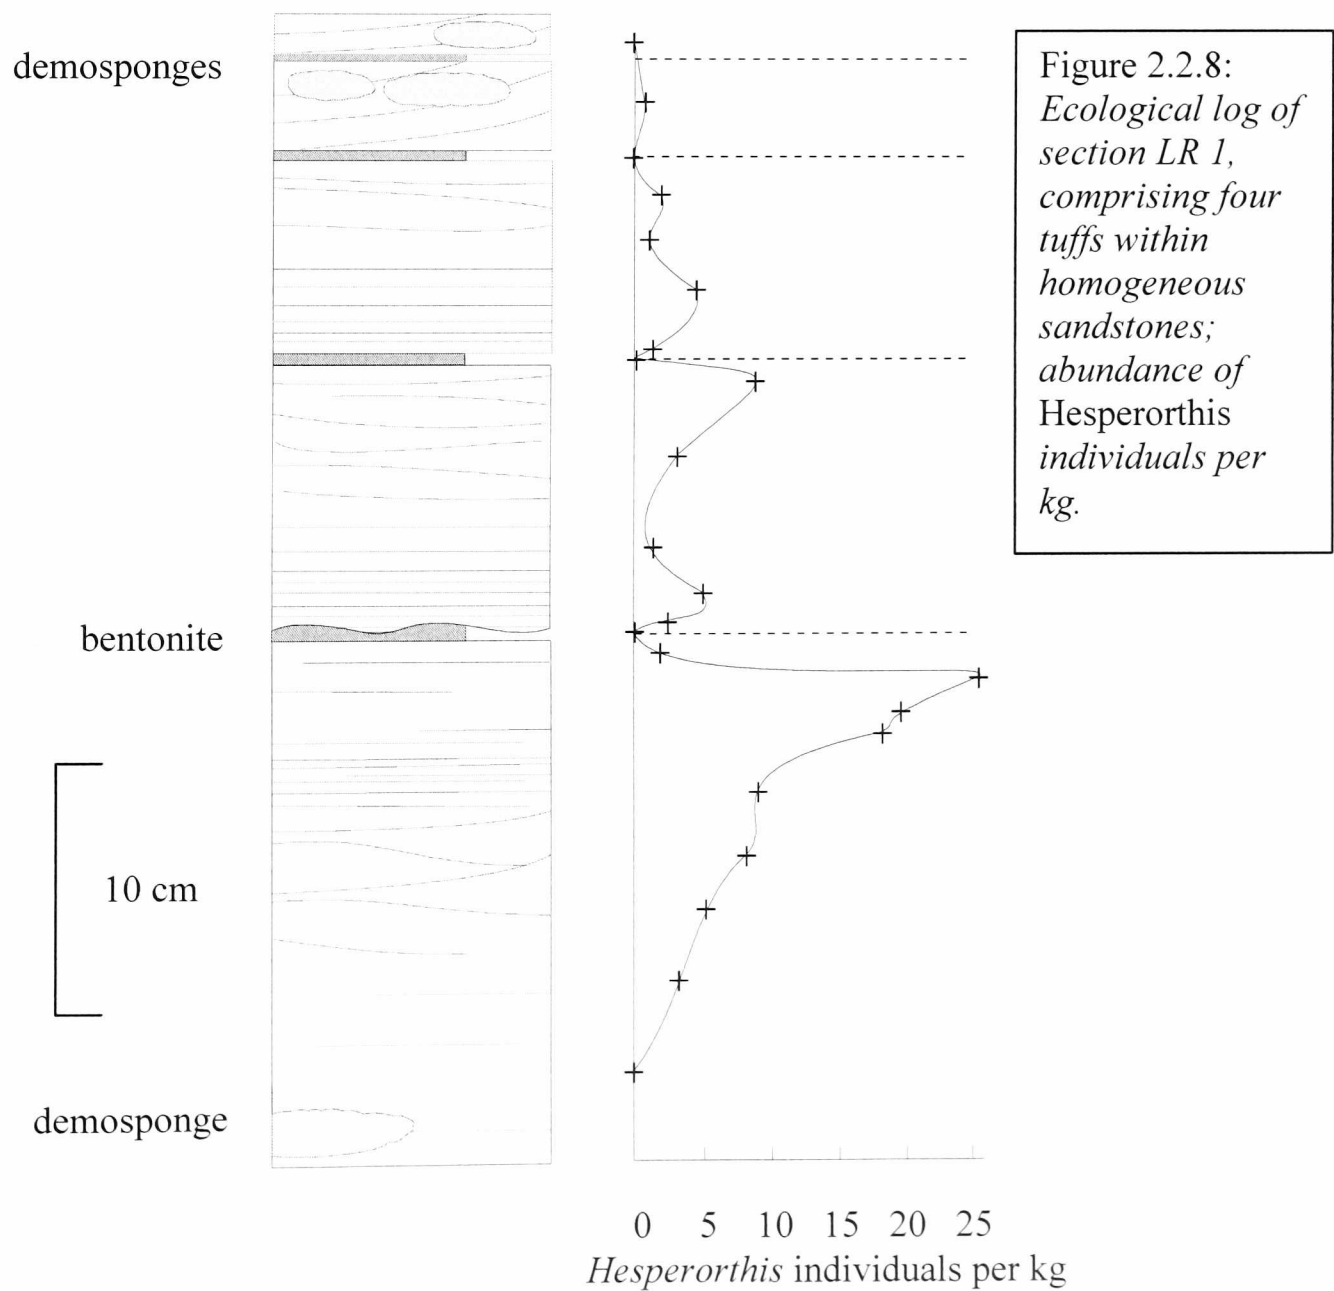 demosponges
bentonite
10 cm
demosponge
0 5 10 15 20 25
Hesperorthis individuals per kg
Figure 2.2.8:
Ecological log of
section LR 1,
comprising four
tuffs within
homogeneous
sandstones;
abundance of
Hesperorthis
individuals per
kg.